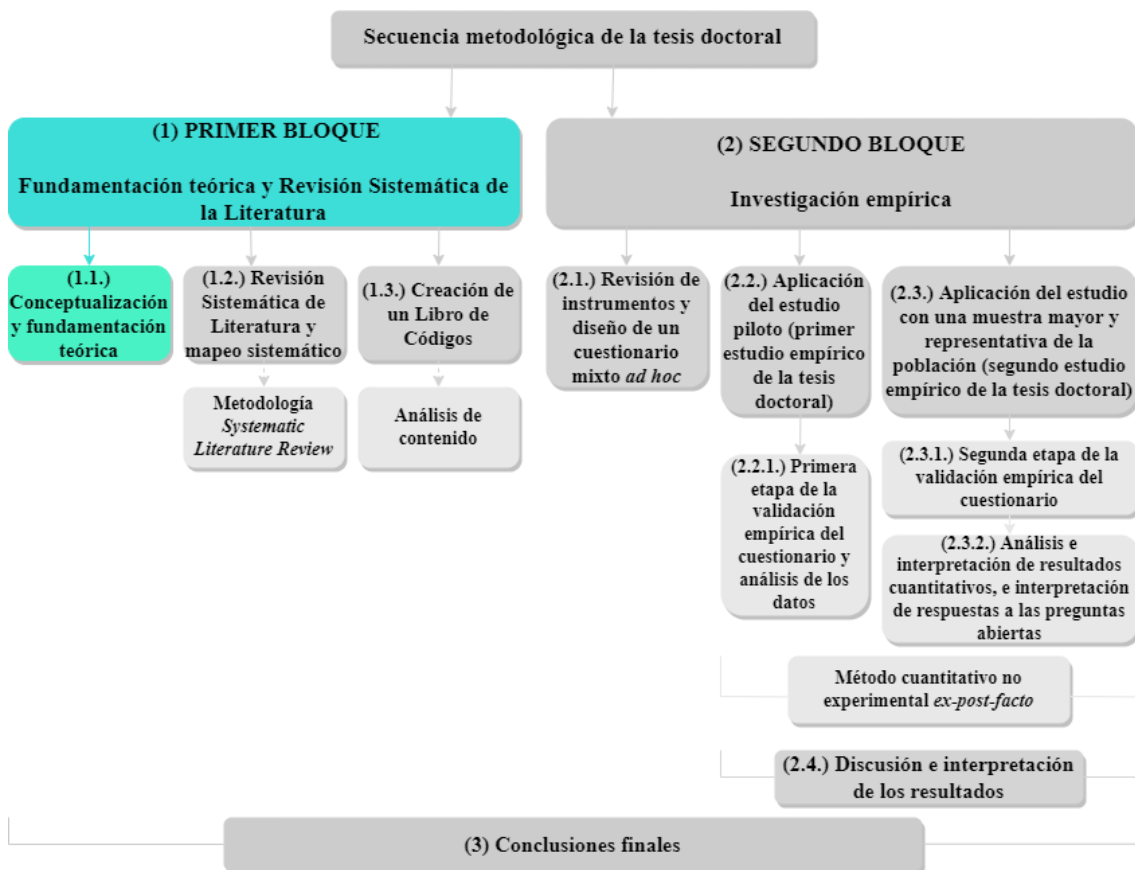 Secuencia metodológica de la tesis doctoral
(1) PRIMER BLOQUE
Fundamentación teórica y Revisión Sistemática de
la Literatura
(2) SEGUNDO BLOQUE
Investigación empírica
(1.1.)
Conceptualización
y fundamentación
teórica
(1.2.) Revisión
Sistemática de
Literatura y
mapeo sistemático
(1.3.) Creación de
un Libro de
Códigos
(2.1.) Revisión de
instrumentos y
diseño de un
cuestionario
mixto ad hoc
(2.2.) Aplicación
del estudio
piloto (primer
estudio empírico
de la tesis
doctoral)
(2.3.) Aplicación del estudio
con una muestra mayor y
representativa de la
población (segundo estudio
empírico de la tesis doctoral)
Metodología
Systematic
Literature Review
Análisis de
contenido
(2.2.1.) Primera
etapa de la
validación
empírica del
cuestionario y
análisis de los
datos
(2.3.1.) Segunda etapa de la
validación empírica del
cuestionario
(2.3.2.) Análisis e
interpretación de resultados
cuantitativos, e interpretación
de respuestas a las preguntas
abiertas
Método cuantitativo no
experimental ex-post-facto
(2.4.) Discusión e interpretación
de los resultados
(3) Conclusiones finales